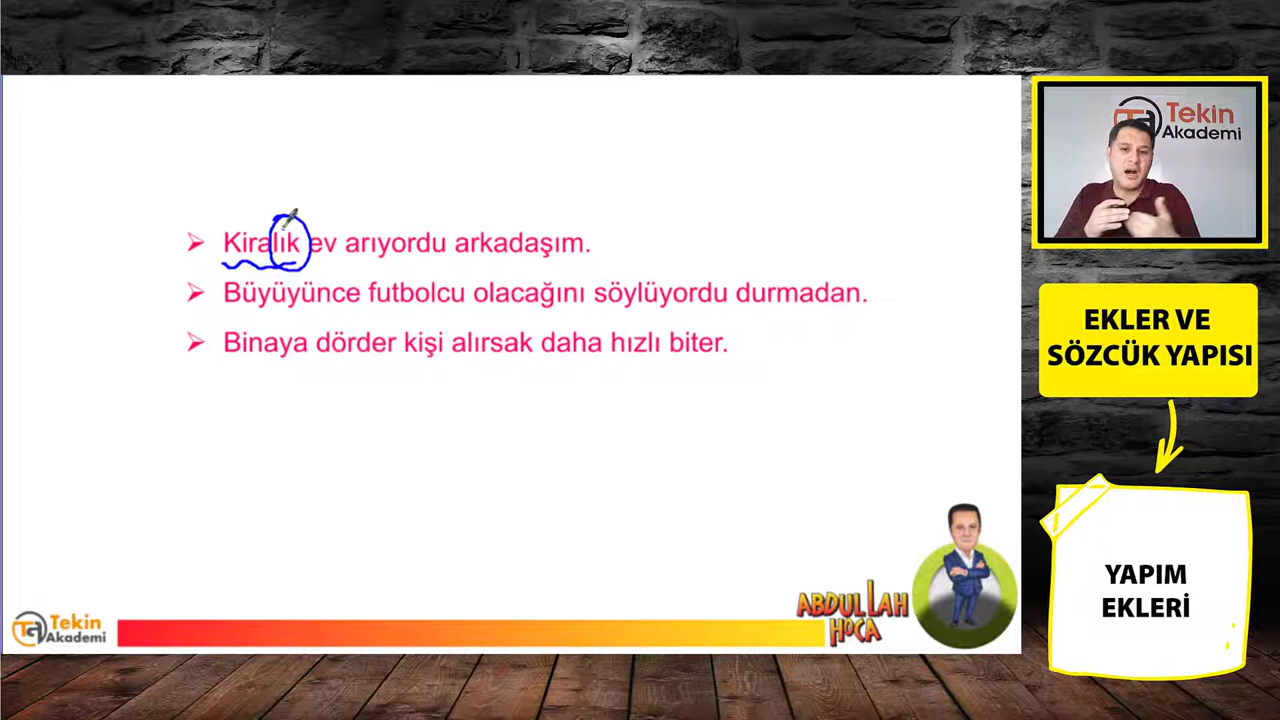 Kiralık ev arıyordu arkadaşım.
Büyüyünce futbolcu olacağını söylüyordu durmadan.
Binaya dörder kişi alırsak daha hızlı biter.
Tekin
Akademi
EKLER VE
SÖZCÜK YAPISI
YAPIM
EKLERİ
ABDULLAH
HOCA
Tekin
Akademi